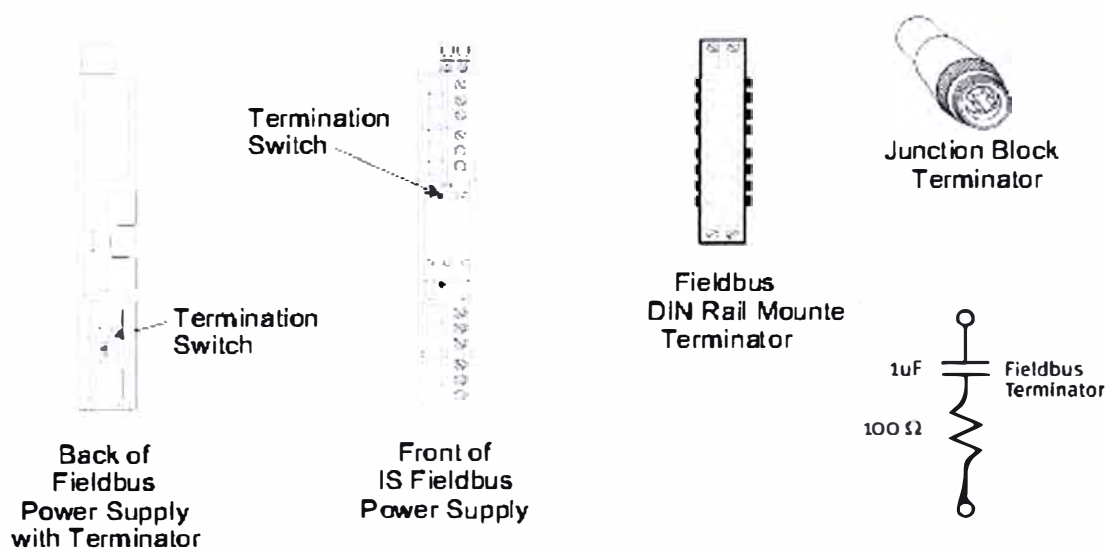 Termination
Switch
Termination
Switch
Back of
Fieldbus
Power Supply
with Terminator
Front of
IS Fieldbus
Power Supply
Fieldbus
DIN Rail Mounte
Terminator
Junction Block
Terminator
1uF
Fieldbus
Terminator
100 Ω